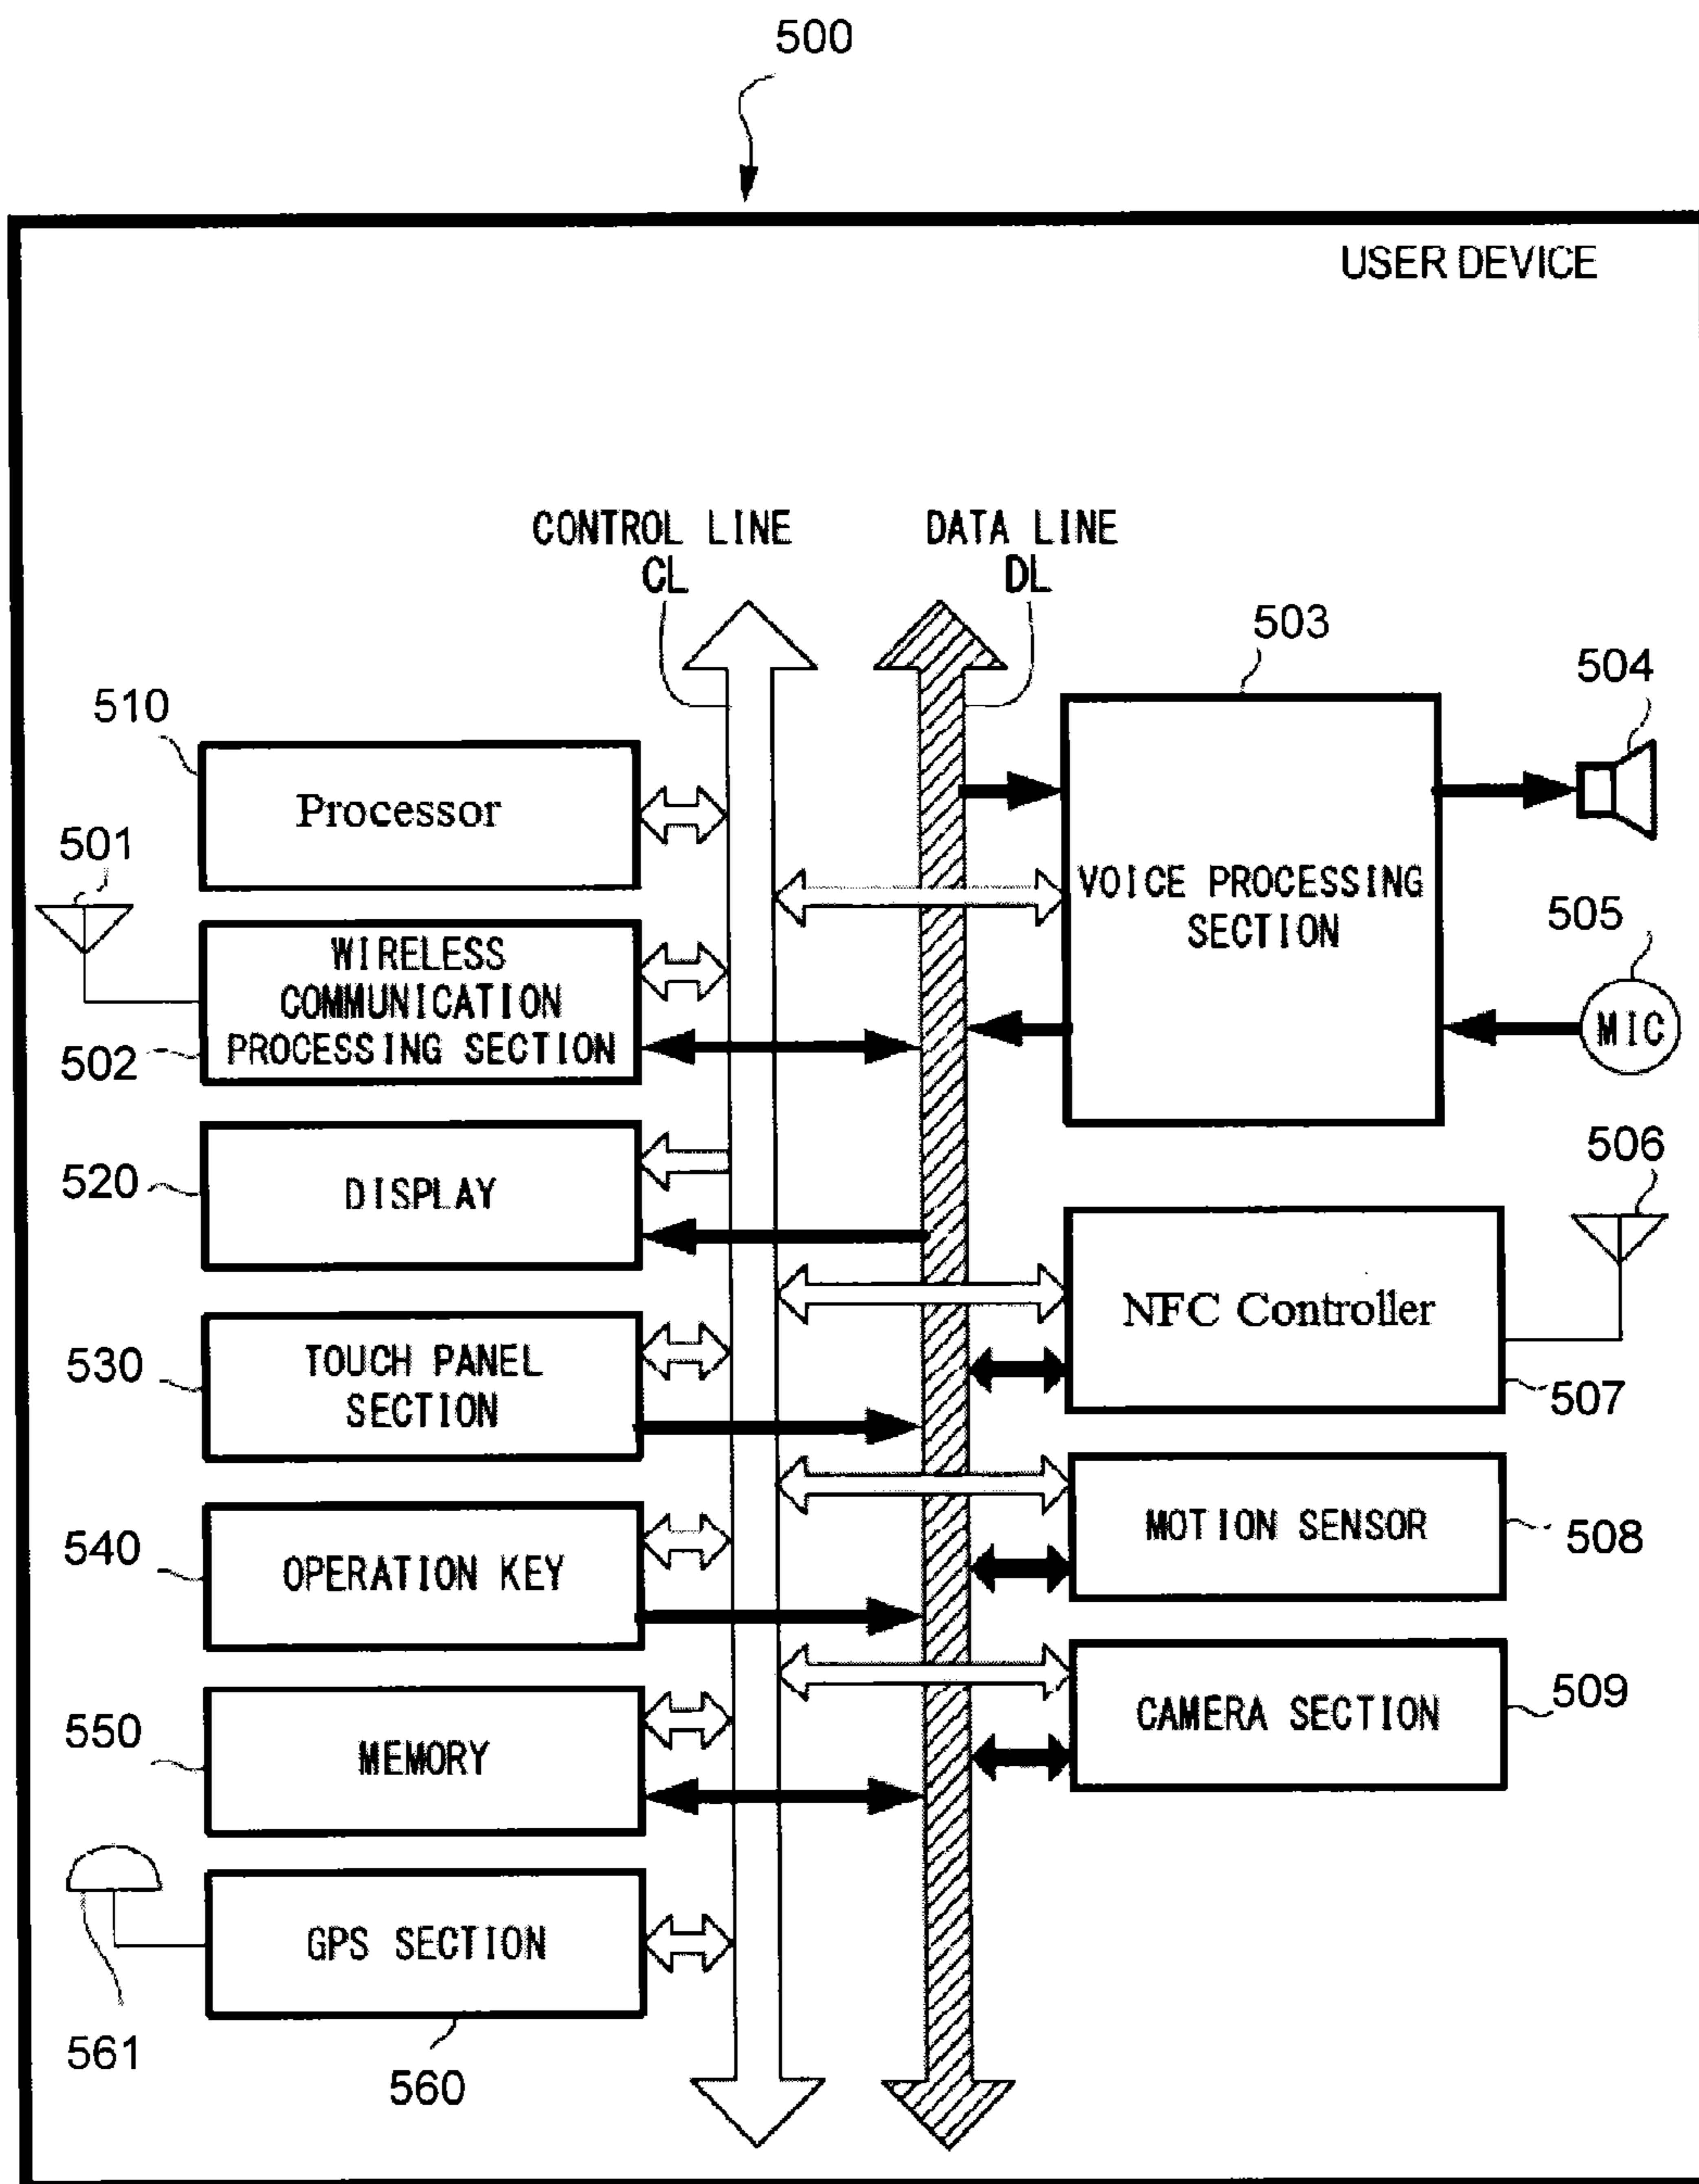 500
USER DEVICE
CONTROL LINE
CL
DATA LINE
DL
503
504
510
Processor
501
VOICE PROCESSING
SECTION
505
WIRELESS
COMMUNICATION
PROCESSING SECTION
502
MIC
506
520
DISPLAY
NFC Controller
530
TOUCH PANEL
SECTION
507
540
OPERATION KEY
MOTION SENSOR
508
550
MEMORY
CAMERA SECTION
509
GPS SECTION
561
560